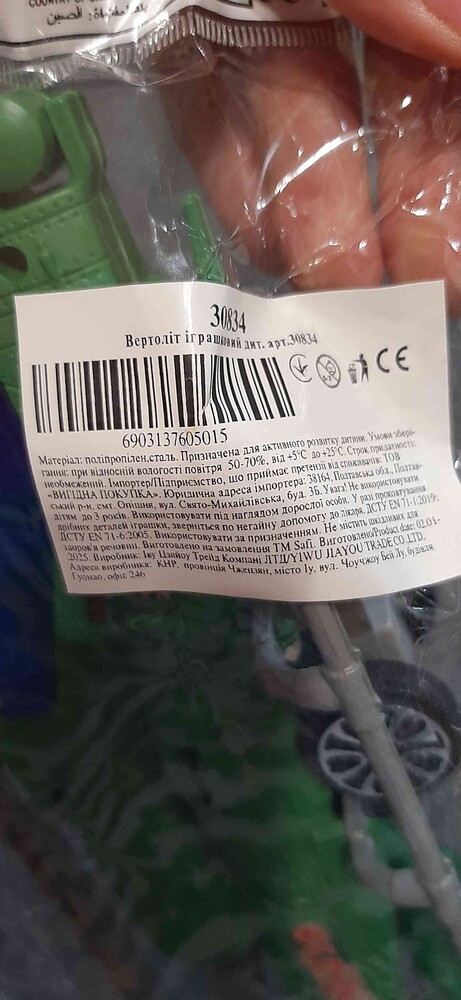 COUNTRY OF
بلد المنشأ: الصين
30834
Вертоліт іграшковий дит. арт.30834
CE
6903137605015
Матеріал: поліпропілен,сталь. Призначена для активного розвитку дитини. Умови збері-
гання: при відносній вологості повітря 50-70%, від +5°C до +25°C. Строк придатності:
необмежений. Імпортер/Підприємство, що приймає претензії від споживачів: ТОВ
«ВИГІДНА ПОКУПКА». Юридична адреса імпортера: 38164, Полтавська обл., Полтав-
ський р-н, смт. Опішня, вул. Свято-Михайлівська, буд. 3Б. Увага! Не використовувати
дітям до 3 років. Використовувати під наглядом дорослої особи. У разі проковтування
дрібних деталей іграшки, зверніться по негайну допомогу до лікаря. ДСТУ EN 71-1:2019;
ДСТУ EN 71-6:2005. Використовувати за призначенням. Не містить шкідливих для
здоров'я речовин. Виготовлено на замовлення ТМ Safi. Виготовлено/Product date: 02.01-
2025. Виробник: Іву Цзяйоу Трейд Компані ЛТД/YIWU JIAYOU TRADE CO.LTD.
Адреса виробника: КНР, провінція Чжецзян, місто Іу, вул. Чоучжоу Бей Лу, будівля
Гуомао, офіс 246